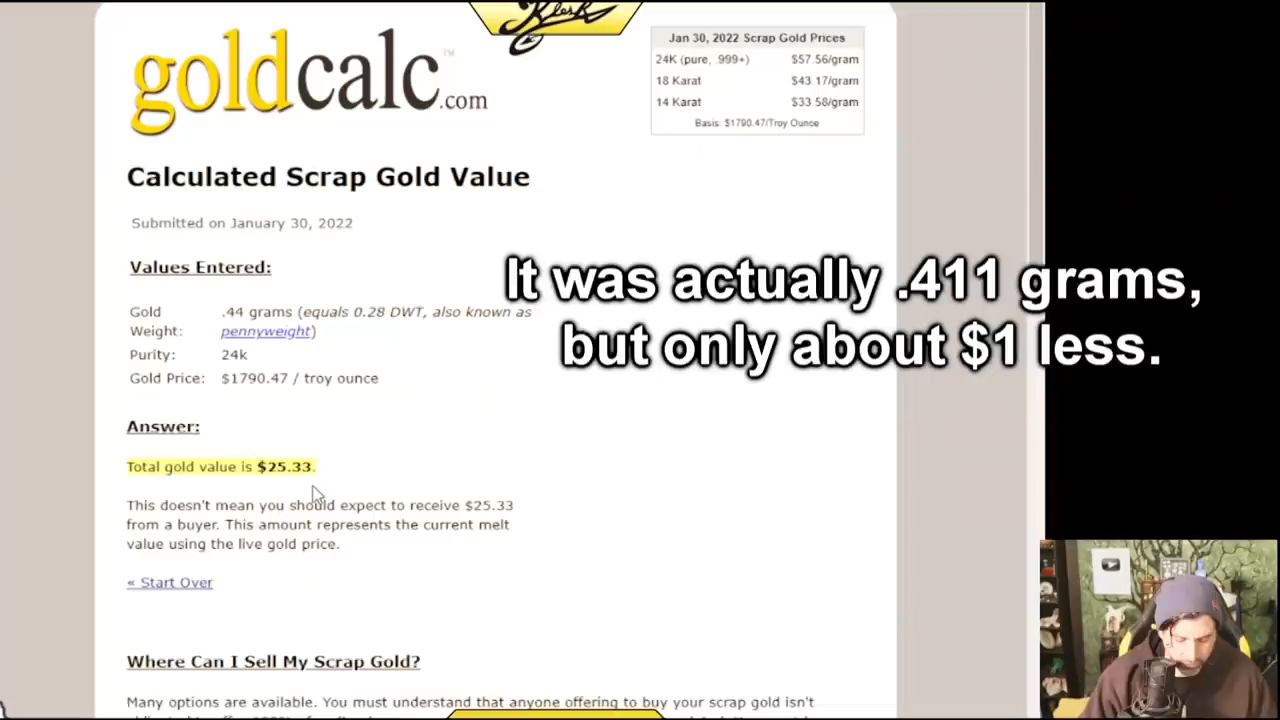 Klesh
goldcalc.com™
Jan 30, 2022 Scrap Gold Prices
24K (pure, .999+) $57.56/gram
18 Karat $43.17/gram
14 Karat $33.58/gram
Basis: $1790.47/Troy Ounce
Calculated Scrap Gold Value
Submitted on January 30, 2022
Values Entered:
It was actually .411 grams,
but only about $1 less.
Gold .44 grams (equals 0.28 DWT, also known as
Weight: pennyweight)
Purity: 24k
Gold Price: $1790.47 / troy ounce
Answer:
Total gold value is $25.33.
This doesn't mean you should expect to receive $25.33
from a buyer. This amount represents the current melt
value using the live gold price.
« Start Over
Where Can I Sell My Scrap Gold?
Many options are available. You must understand that anyone offering to buy your scrap gold isn't